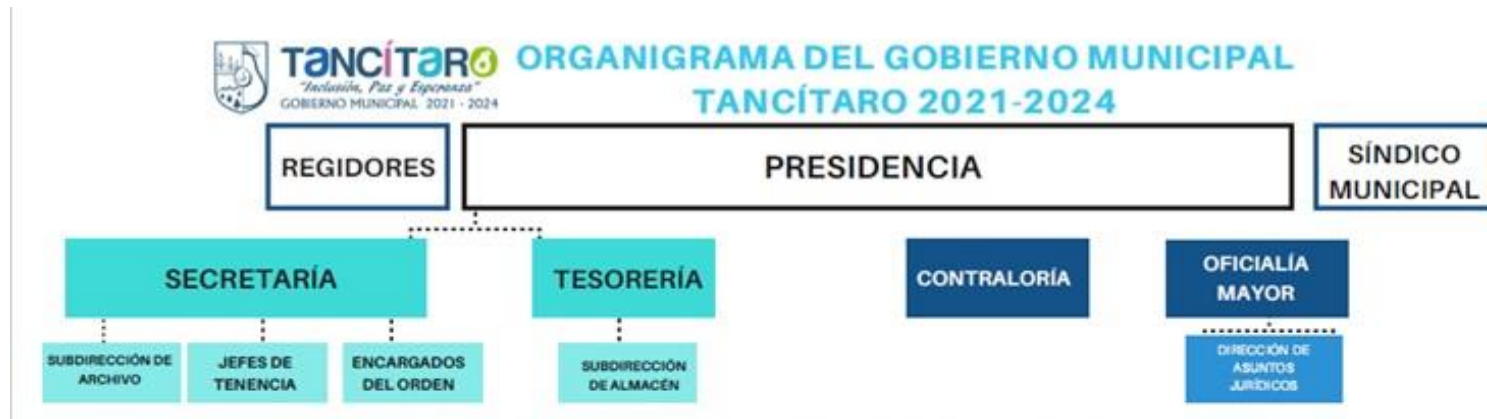 TANCÍTARO
"Inclusión, Paz y Esperanza"
GOBIERNO MUNICIPAL 2021 - 2024
ORGANIGRAMA DEL GOBIERNO MUNICIPAL
TANCÍTARO 2021-2024
REGIDORES
PRESIDENCIA
SÍNDICO
MUNICIPAL
SECRETARÍA
TESORERÍA
CONTRALORÍA
OFICIALÍA
MAYOR
SUBDIRECCIÓN DE
ARCHIVO
JEFES DE
TENENCIA
ENCARGADOS
DEL ORDEN
SUBDIRECCIÓN
DE ALMACÉN
DIRECCIÓN DE
ASUNTOS
JURÍDICOS